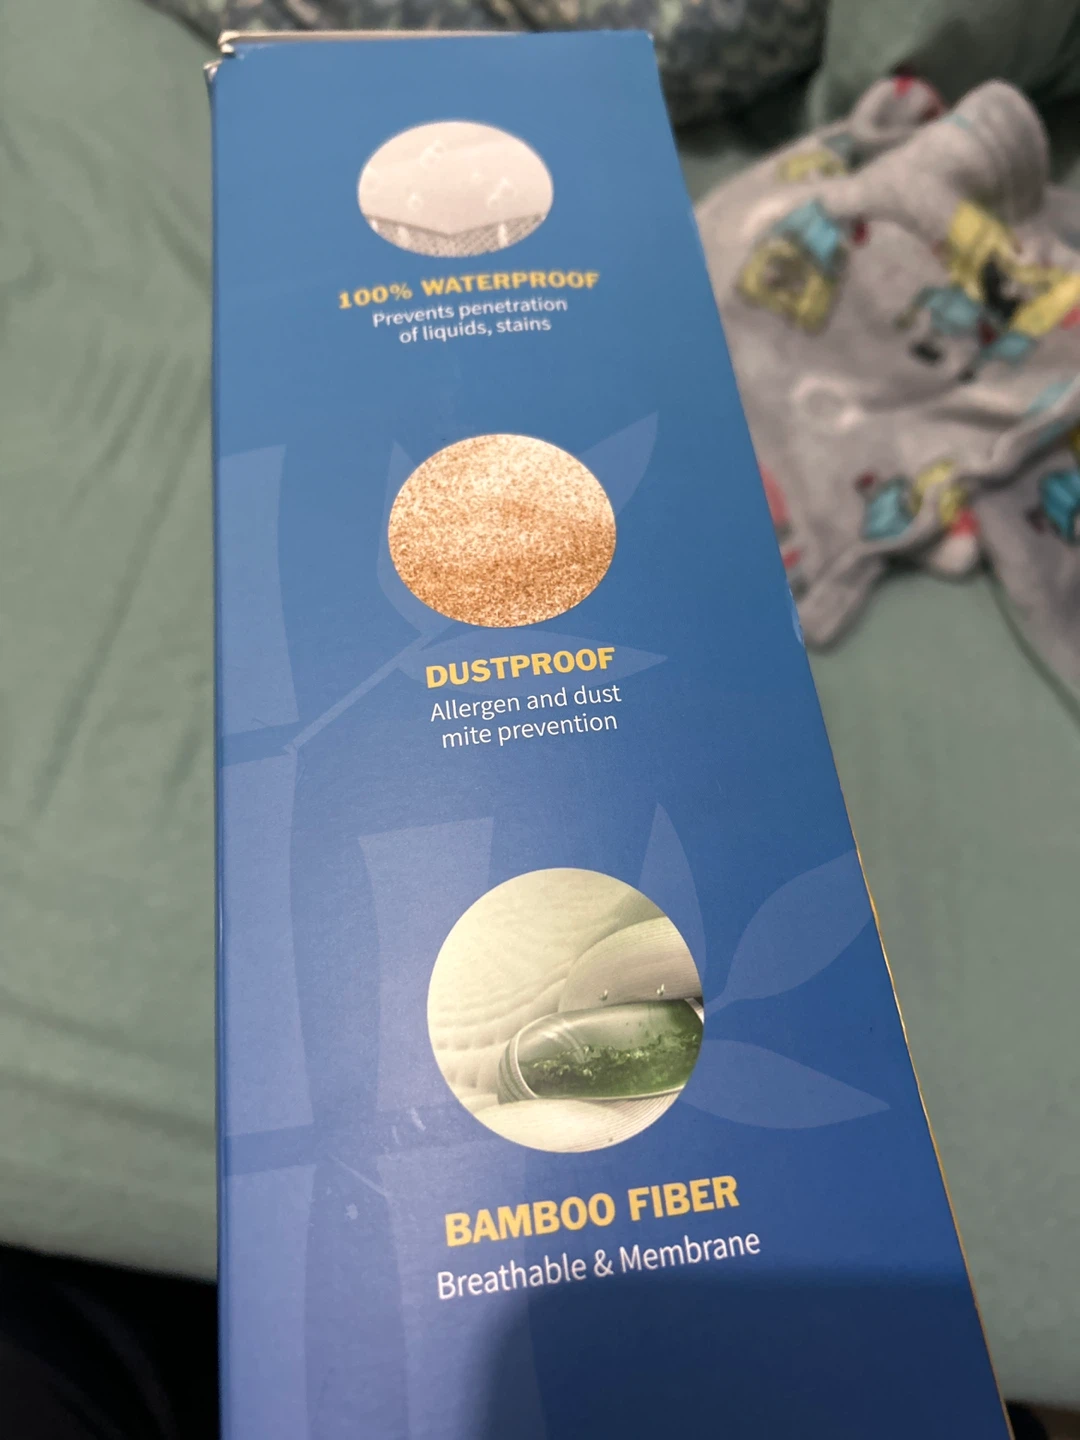 100% WATERPROOF
Prevents penetration
of liquids, stains
DUSTPROOF
Allergen and dust
mite prevention
BAMBOO FIBER
Breathable & Membrane